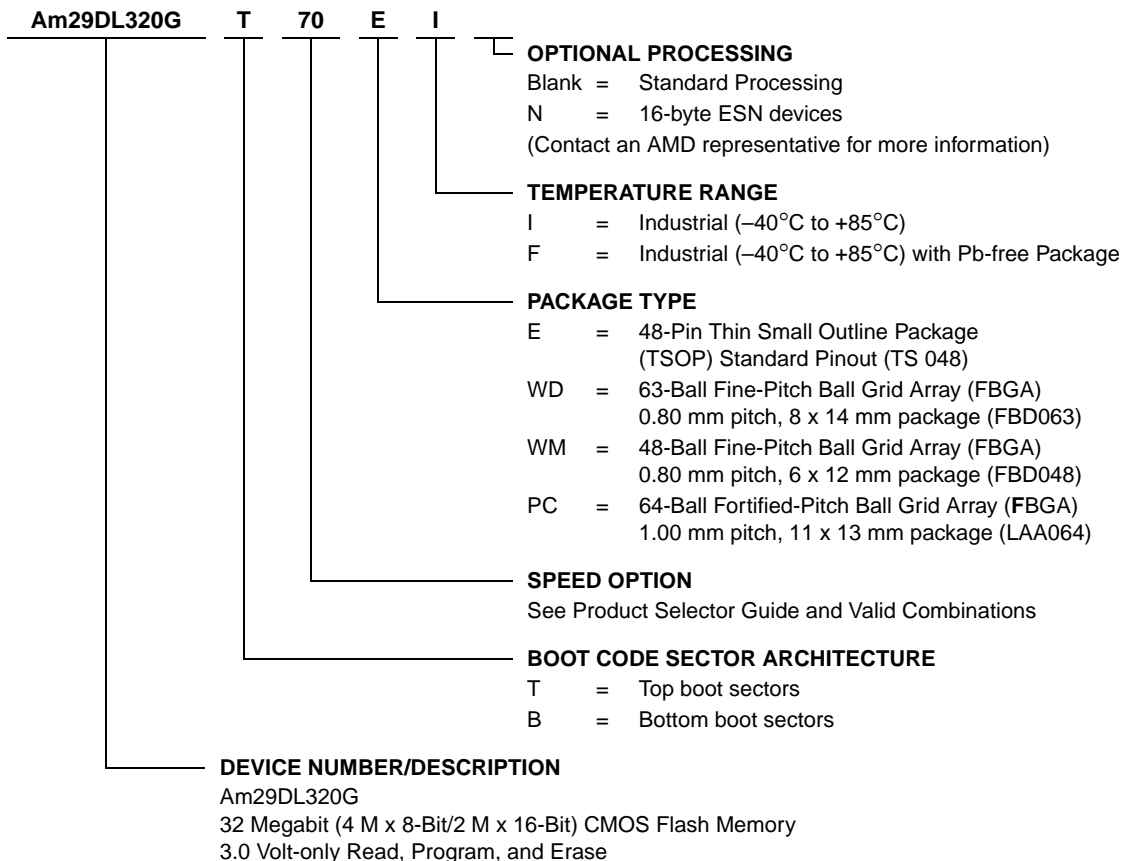 Am29DL320G T 70 E I
OPTIONAL PROCESSING
Blank = Standard Processing
N = 16-byte ESN devices
(Contact an AMD representative for more information)
TEMPERATURE RANGE
I = Industrial (–40°C to +85°C)
F = Industrial (–40°C to +85°C) with Pb-free Package
PACKAGE TYPE
E = 48-Pin Thin Small Outline Package
(TSOP) Standard Pinout (TS 048)
WD = 63-Ball Fine-Pitch Ball Grid Array (FBGA)
0.80 mm pitch, 8 x 14 mm package (FBD063)
WM = 48-Ball Fine-Pitch Ball Grid Array (FBGA)
0.80 mm pitch, 6 x 12 mm package (FBD048)
PC = 64-Ball Fortified-Pitch Ball Grid Array (FBGA)
1.00 mm pitch, 11 x 13 mm package (LAA064)
SPEED OPTION
See Product Selector Guide and Valid Combinations
BOOT CODE SECTOR ARCHITECTURE
T = Top boot sectors
B = Bottom boot sectors
DEVICE NUMBER/DESCRIPTION
Am29DL320G
32 Megabit (4 M x 8-Bit/2 M x 16-Bit) CMOS Flash Memory
3.0 Volt-only Read, Program, and Erase